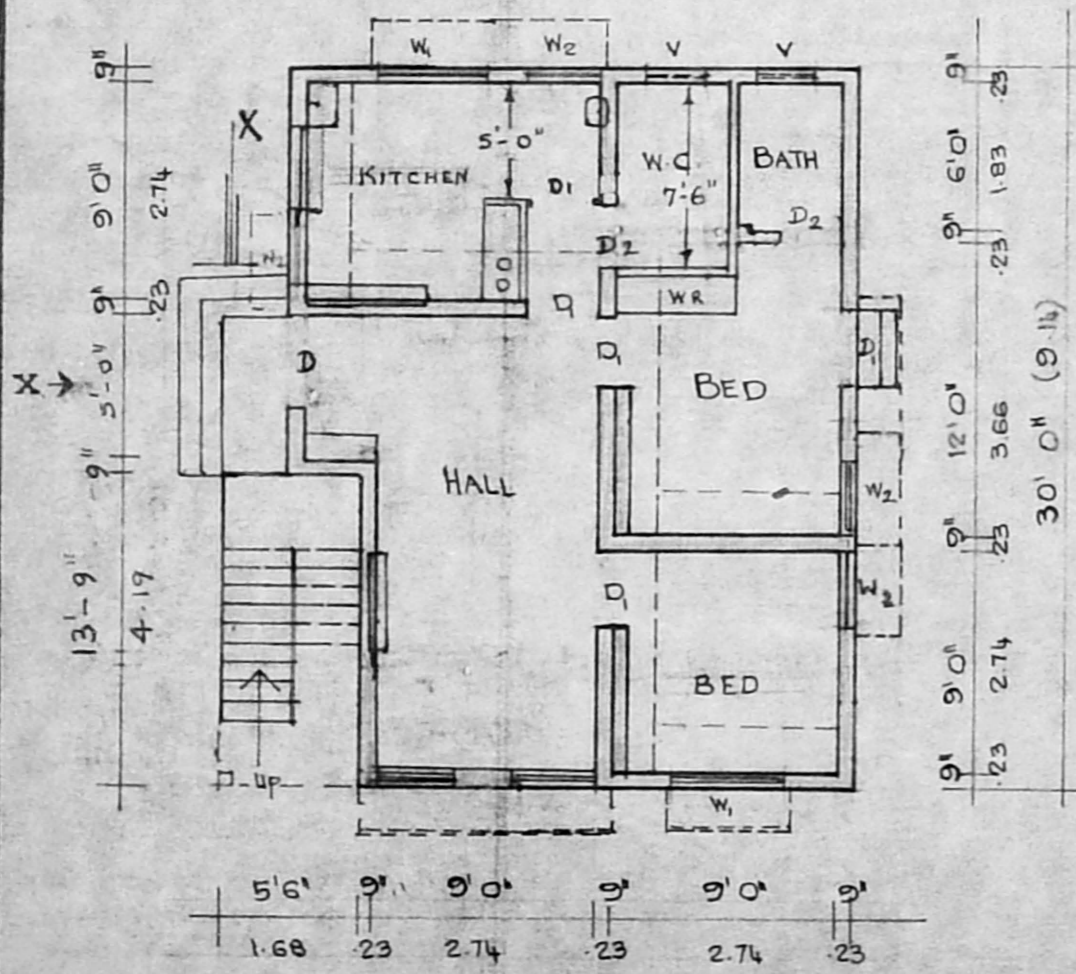 W1 W2 V V
9" 9" .23
X
5'-0"
KITCHEN D1 W.C. BATH
7'-6"
9'0" 2.74 6'0" 1.83
D2 D2
9" .23
W2
9" .23 D WR
D D1 BED D
X → 5'-0"
12'0" 3.66
30' 0" (9.14)
9" HALL W2
9" .23
13'-9" 4.19
D1 W2
BED
9'0" 2.74
9" .23
UP
W1
5'6" 9" 9'0" 9" 9'0" 9"
1.68 .23 2.74 .23 2.74 .23